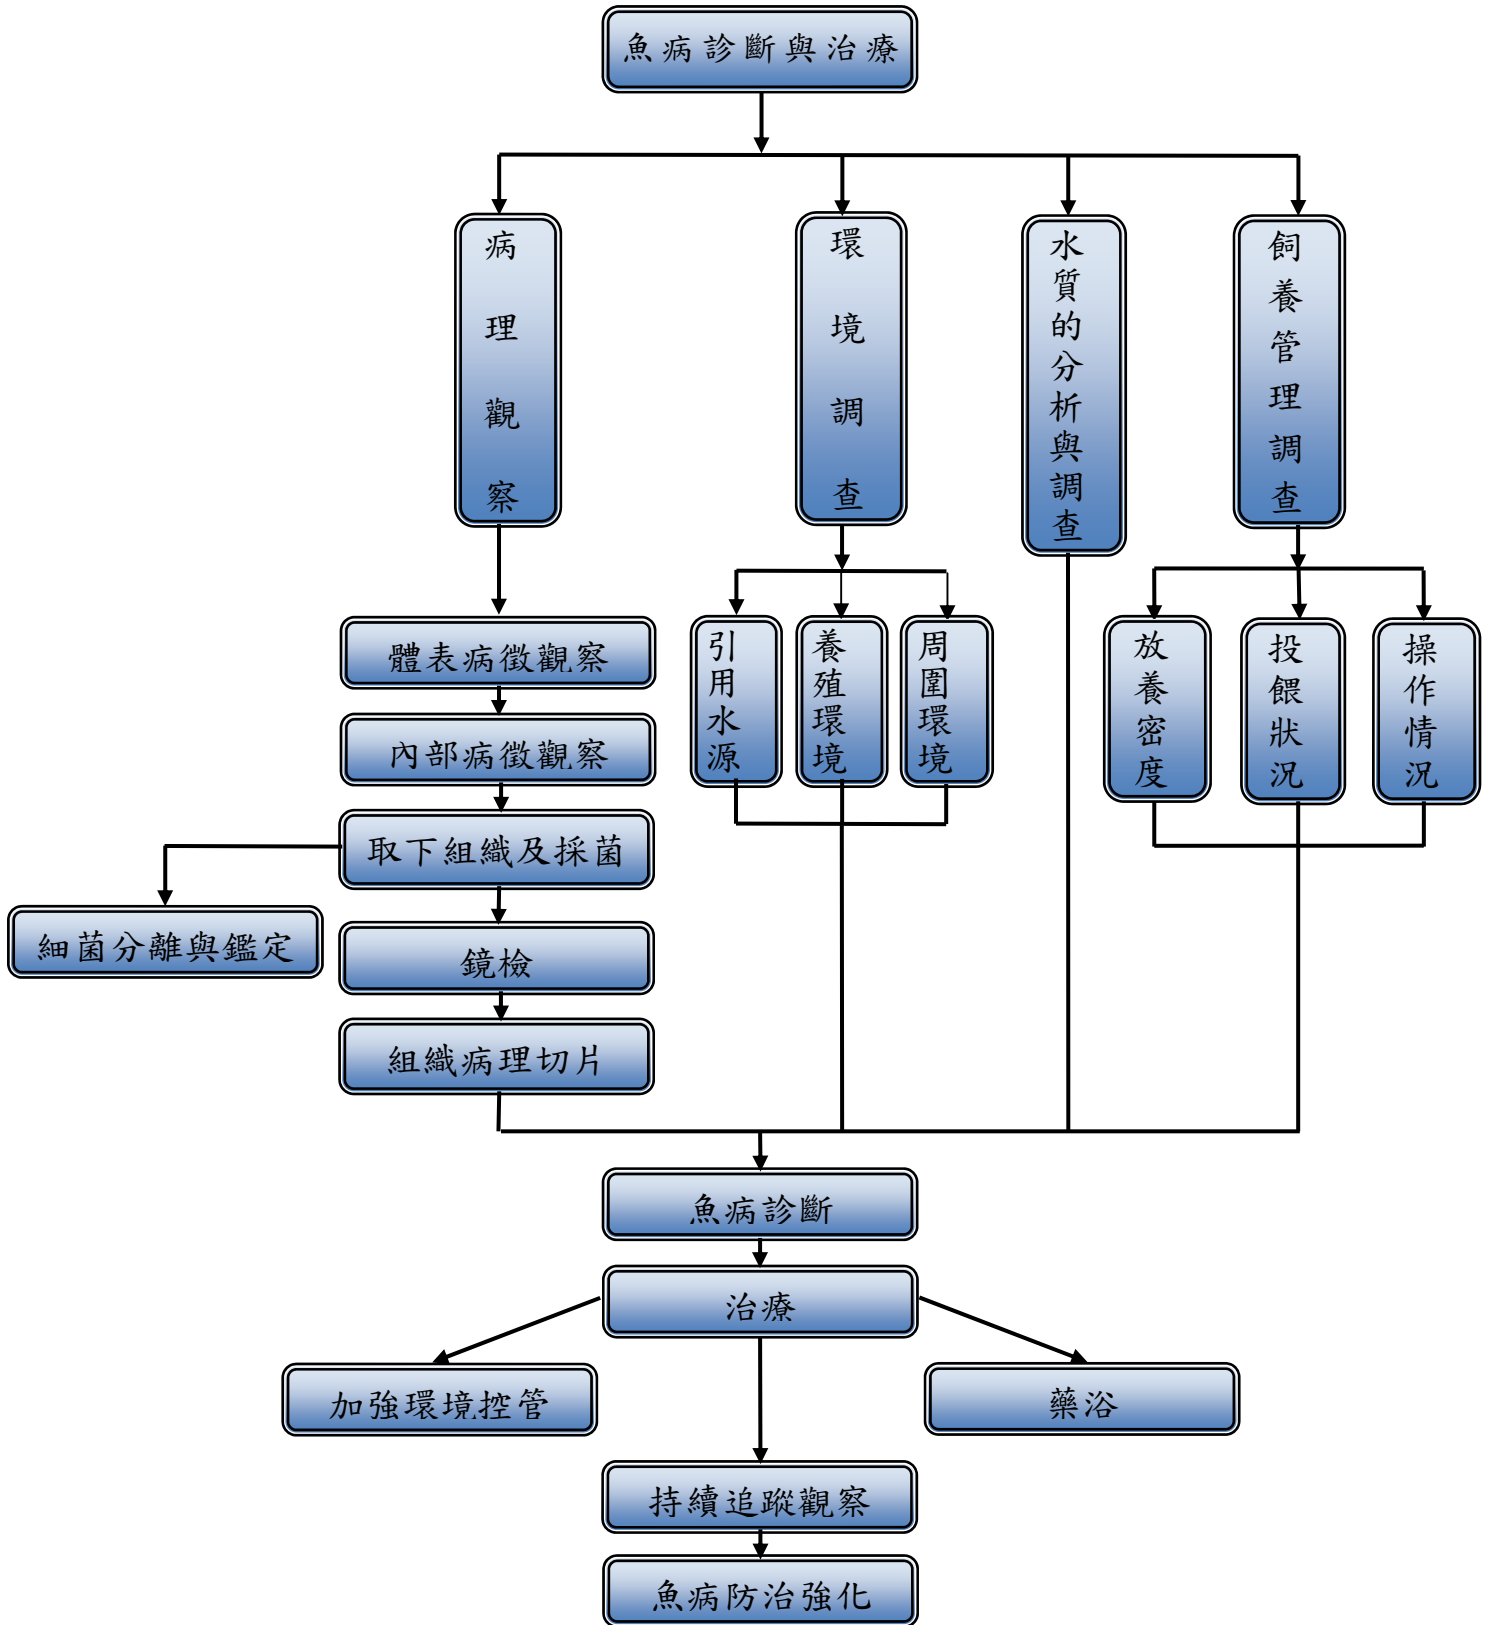 魚病診斷與治療
病理觀察
環境調查
水質的分析與調查
飼養管理調查
引用水源
養殖環境
周圍環境
放養密度
投餵狀況
操作情況
體表病徵觀察
內部病徵觀察
取下組織及採菌
細菌分離與鑑定
鏡檢
組織病理切片
魚病診斷
治療
加強環境控管
藥浴
持續追蹤觀察
魚病防治強化